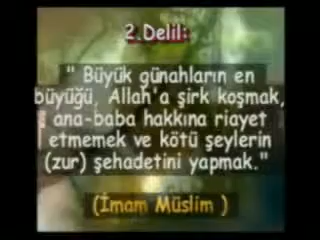 2.Delil:
" Büyük günahların en
büyüğü, Allah'a şirk koşmak,
ana-baba hakkına riayet
etmemek ve kötü şeylerin
(zur) şehadetini yapmak."
(İmam Müslim )